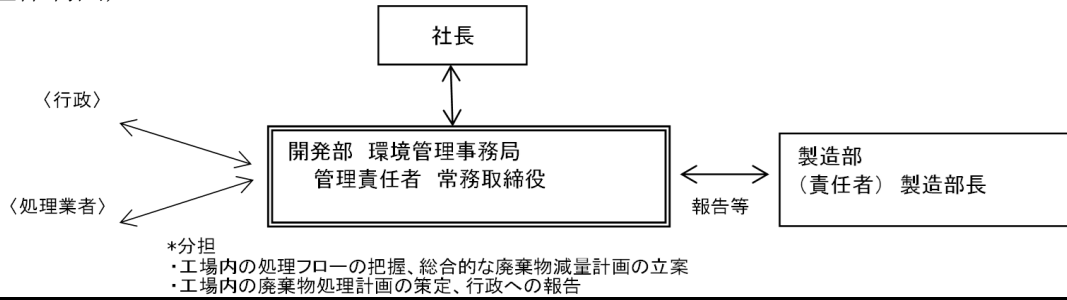 社長
〈行政〉
開発部 環境管理事務局
管理責任者 常務取締役
製造部
（責任者） 製造部長
〈処理業者〉
報告等
*分担
・工場内の処理フローの把握、総合的な廃棄物減量計画の立案
・工場内の廃棄物処理計画の策定、行政への報告